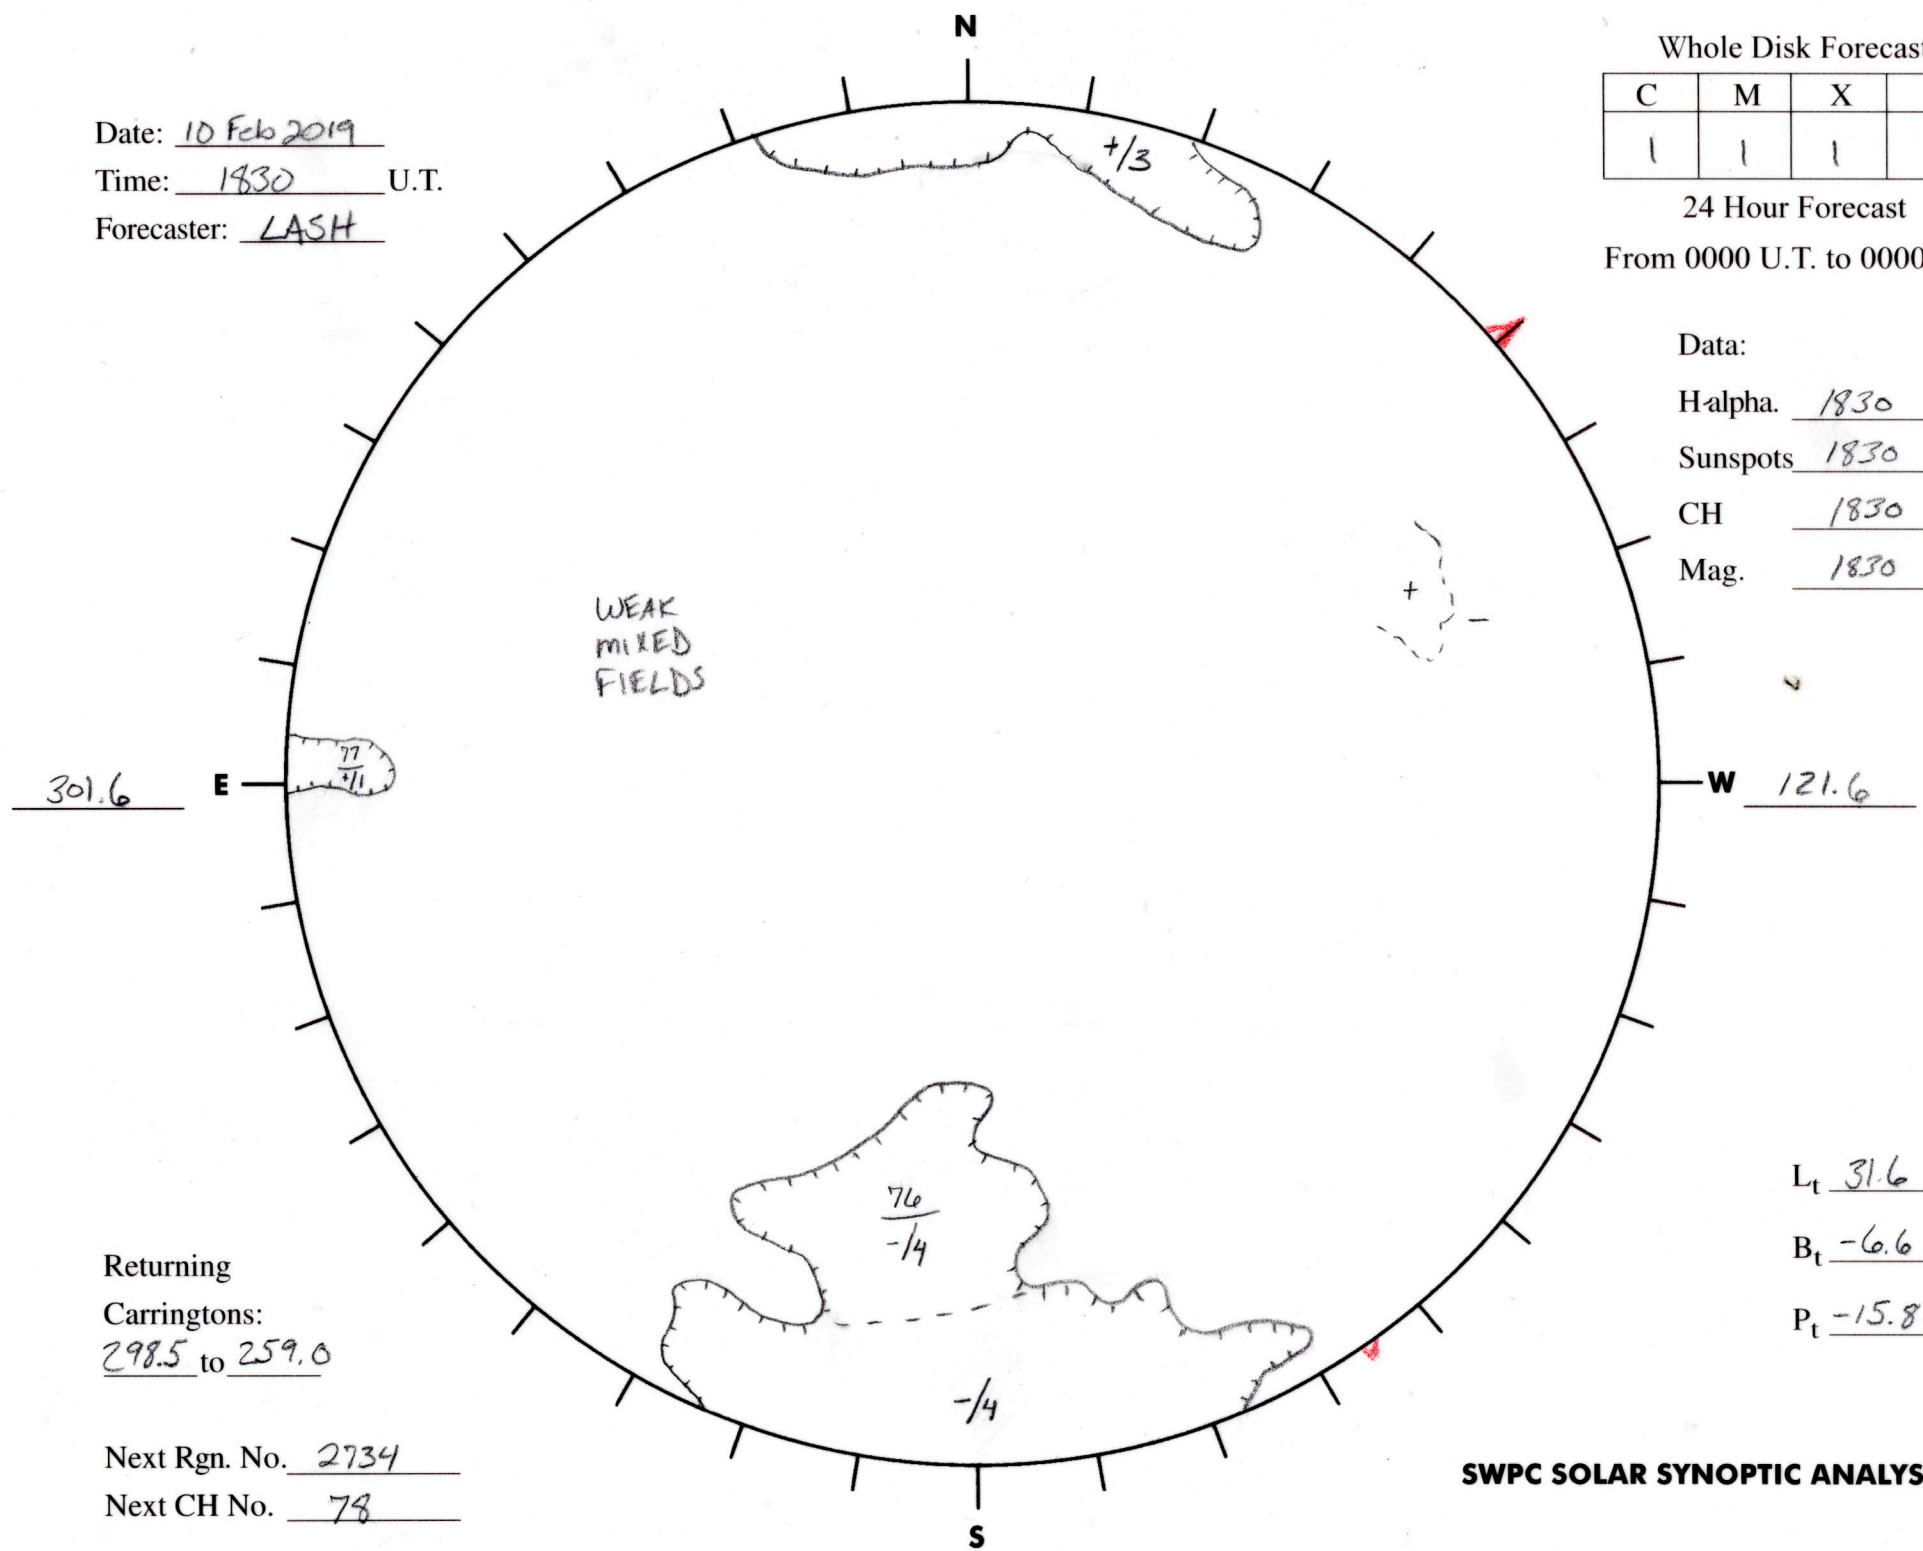 N
Whole Disk Forecast
C M X
1 1 1
24 Hour Forecast
From 0000 U.T. to 0000
Date: 10 Feb 2019
Time: 1830 U.T.
Forecaster: LASH
+/3
Data:
H-alpha. 1830
Sunspots 1830
CH 1830
Mag. 1830
WEAK
MIXED
FIELDS
+
−
77
+/1
301.6 E
W 121.6
76
-/4
-/4
Lt 31.6
Bt -6.6
Pt -15.8
Returning
Carringtons:
298.5 to 259.0
Next Rgn. No. 2734
Next CH No. 78
SWPC SOLAR SYNOPTIC ANALYS
S